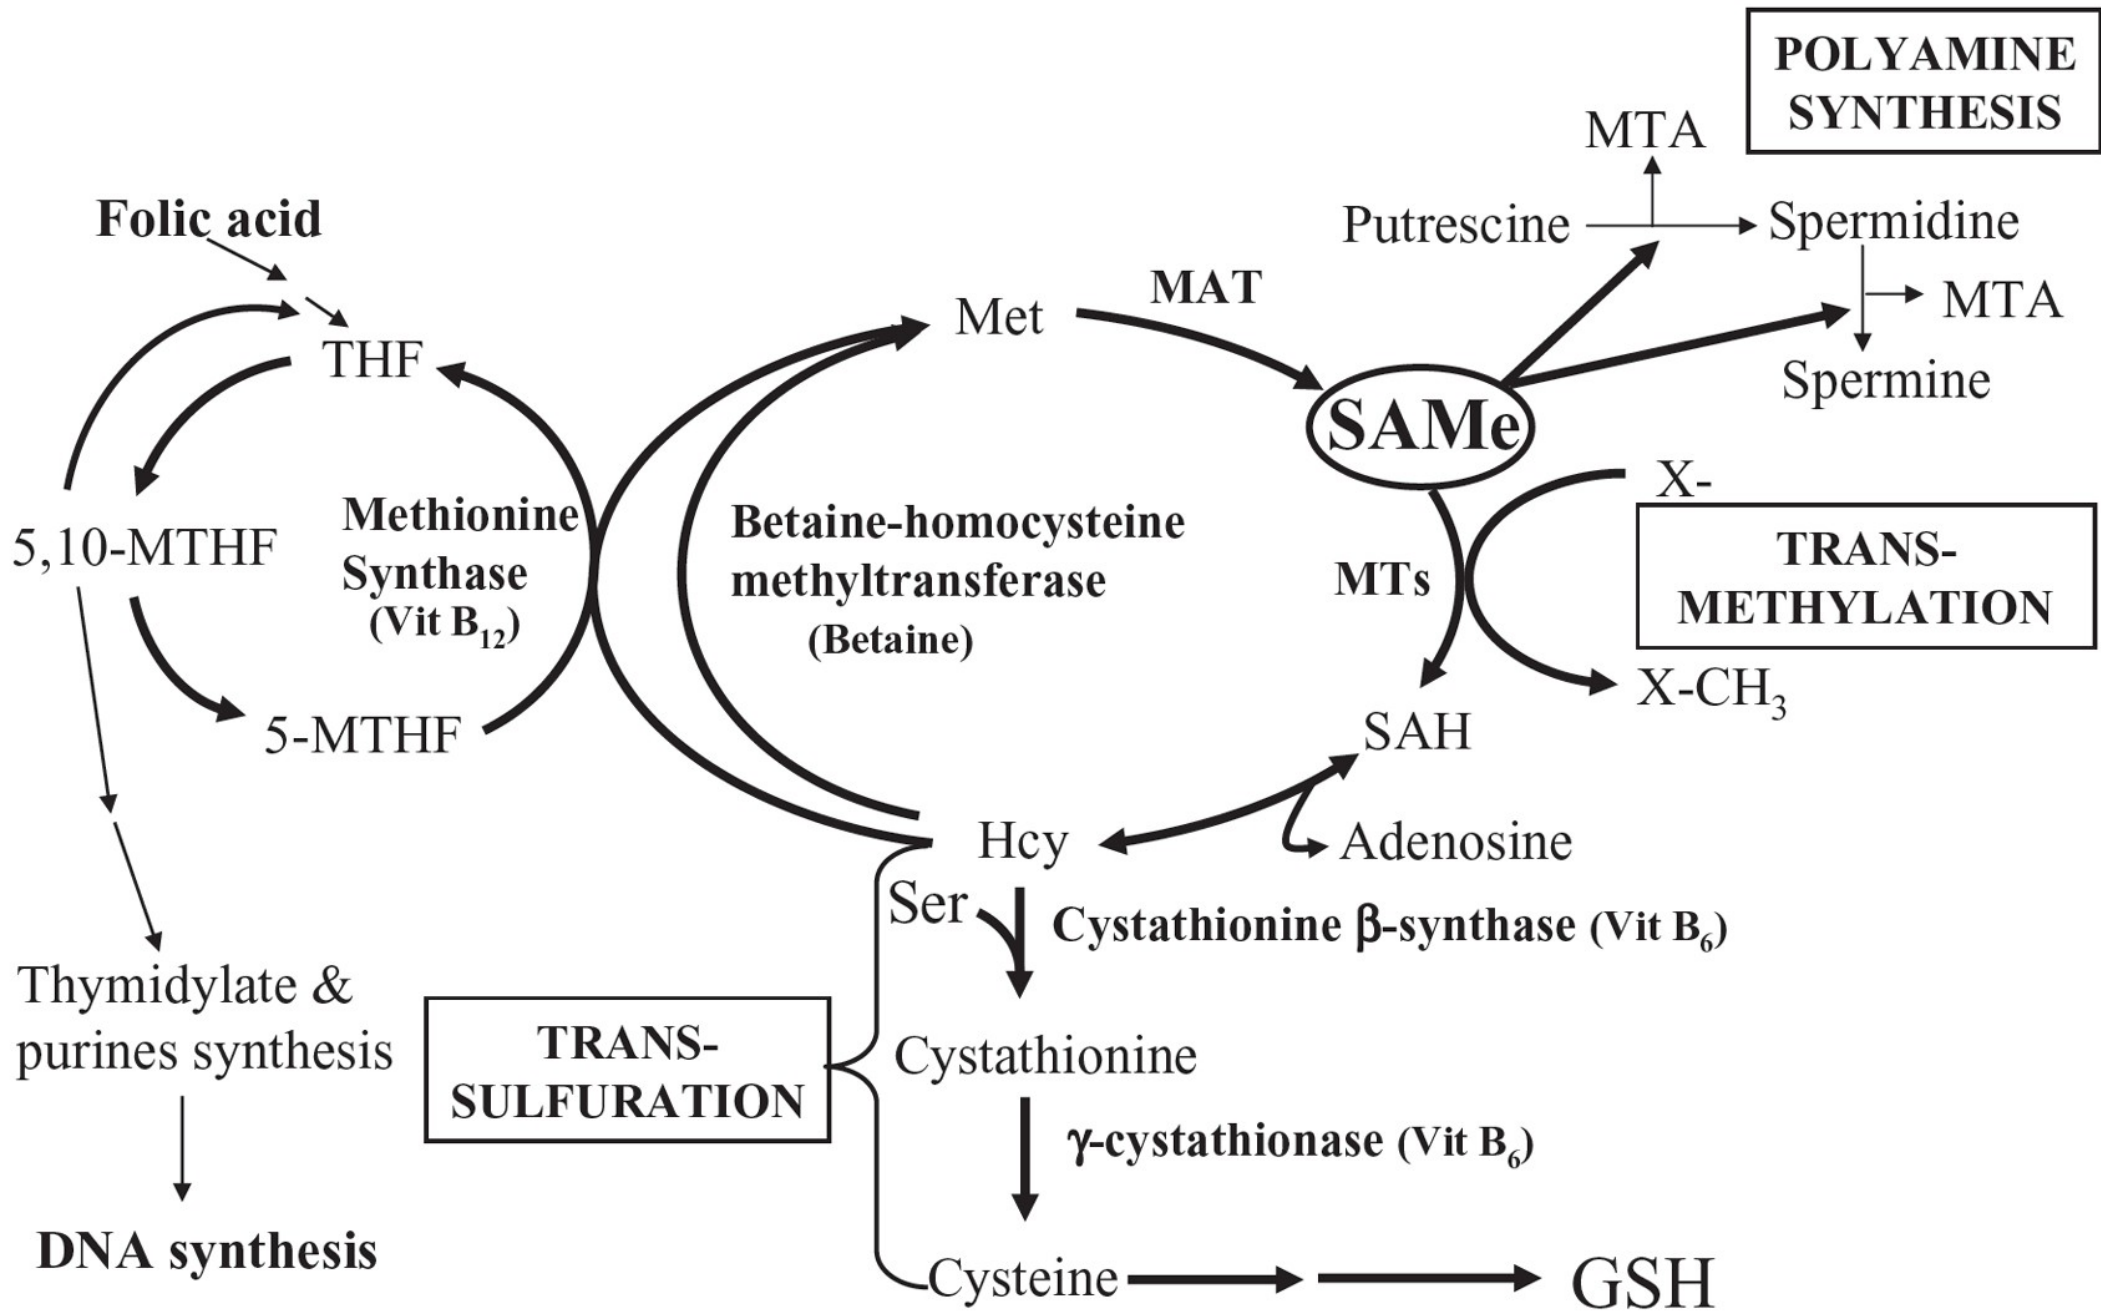 POLYAMINE
SYNTHESIS
MTA
Folic acid
Putrescine
Spermidine
MAT
MTA
Met
THF
Spermine
SAMe
X-
Methionine
Synthase
(Vit B12)
Betaine-homocysteine
methyltransferase
(Betaine)
5,10-MTHF
MTs
TRANS-
METHYLATION
X-CH3
5-MTHF
SAH
Hcy
Adenosine
Ser
Cystathionine β-synthase (Vit B6)
Thymidylate &
purines synthesis
TRANS-
SULFURATION
Cystathionine
γ-cystathionase (Vit B6)
DNA synthesis
Cysteine
GSH